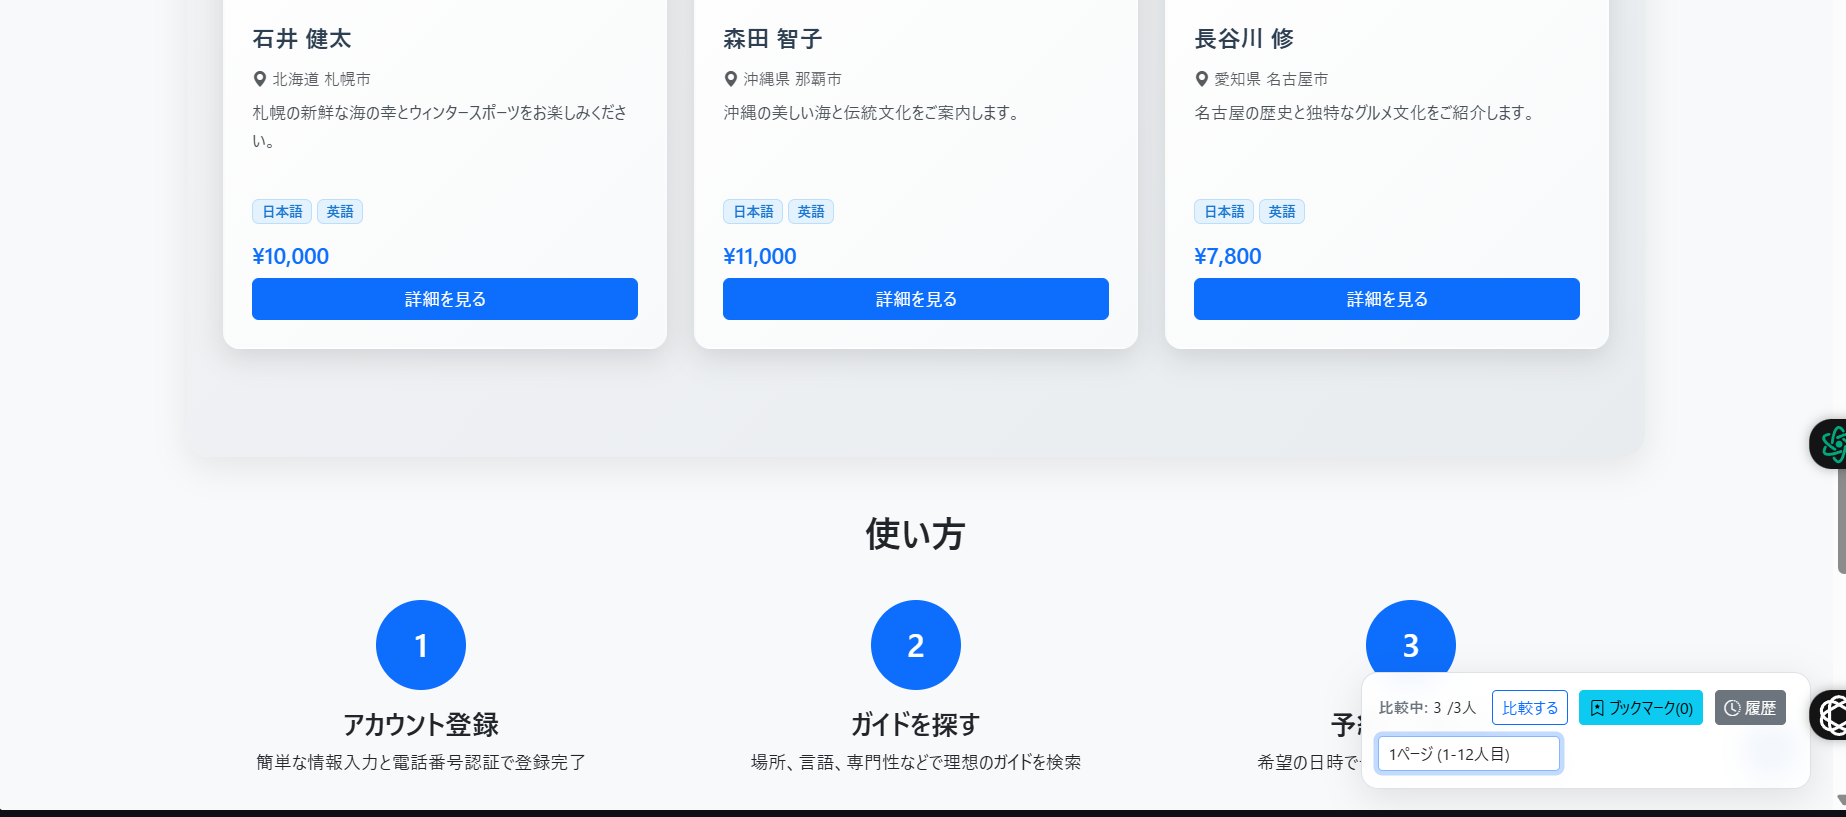 石井 健太
北海道 札幌市
札幌の新鮮な海の幸とウィンタースポーツをお楽しみくださ
い。
日本語 英語
¥10,000
詳細を見る
森田 智子
沖縄県 那覇市
沖縄の美しい海と伝統文化をご案内します。
日本語 英語
¥11,000
詳細を見る
長谷川 修
愛知県 名古屋市
名古屋の歴史と独特なグルメ文化をご紹介します。
日本語 英語
¥7,800
詳細を見る
使い方
1
アカウント登録
簡単な情報入力と電話番号認証で登録完了
2
ガイドを探す
場所、言語、専門性などで理想のガイドを検索
3
予
希望の日時で
比較中: 3 /3人 比較する ブックマーク(0) 履歴
1ページ (1-12人目)